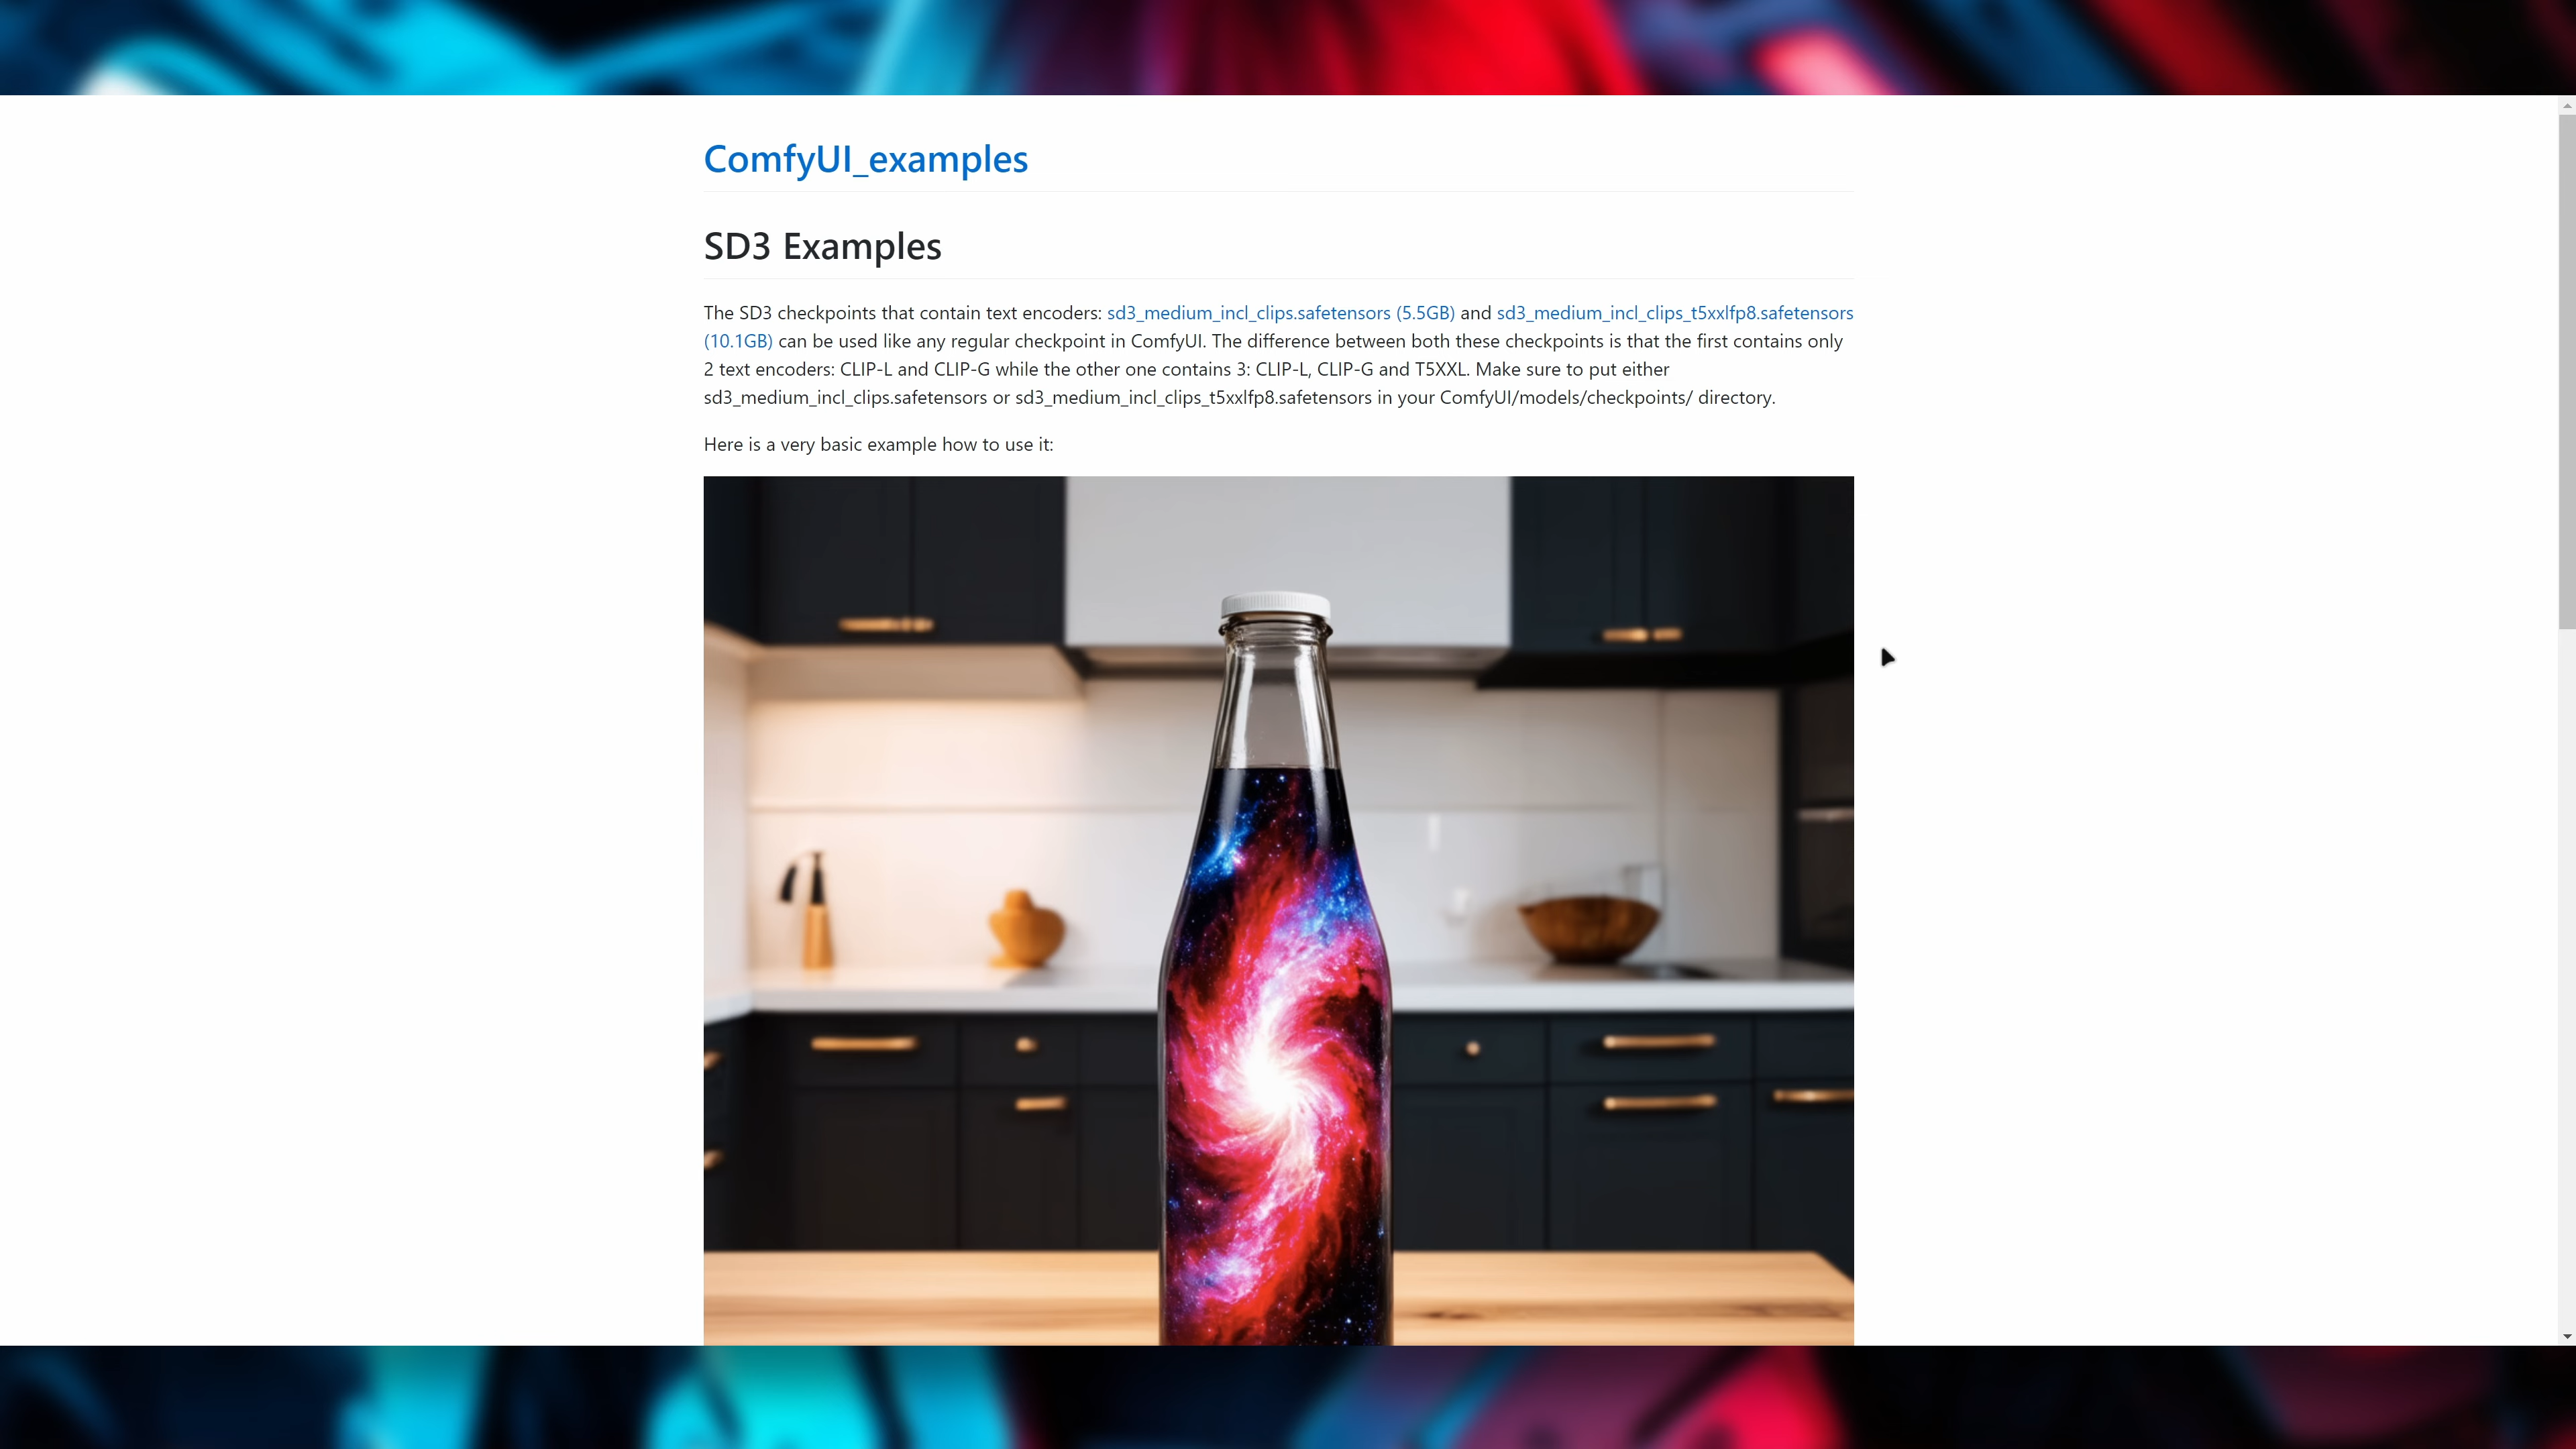 ComfyUI_examples
SD3 Examples
The SD3 checkpoints that contain text encoders: sd3_medium_incl_clips.safetensors (5.5GB) and sd3_medium_incl_clips_t5xxlfp8.safetensors
(10.1GB) can be used like any regular checkpoint in ComfyUI. The difference between both these checkpoints is that the first contains only
2 text encoders: CLIP-L and CLIP-G while the other one contains 3: CLIP-L, CLIP-G and T5XXL. Make sure to put either
sd3_medium_incl_clips.safetensors or sd3_medium_incl_clips_t5xxlfp8.safetensors in your ComfyUI/models/checkpoints/ directory.
Here is a very basic example how to use it: